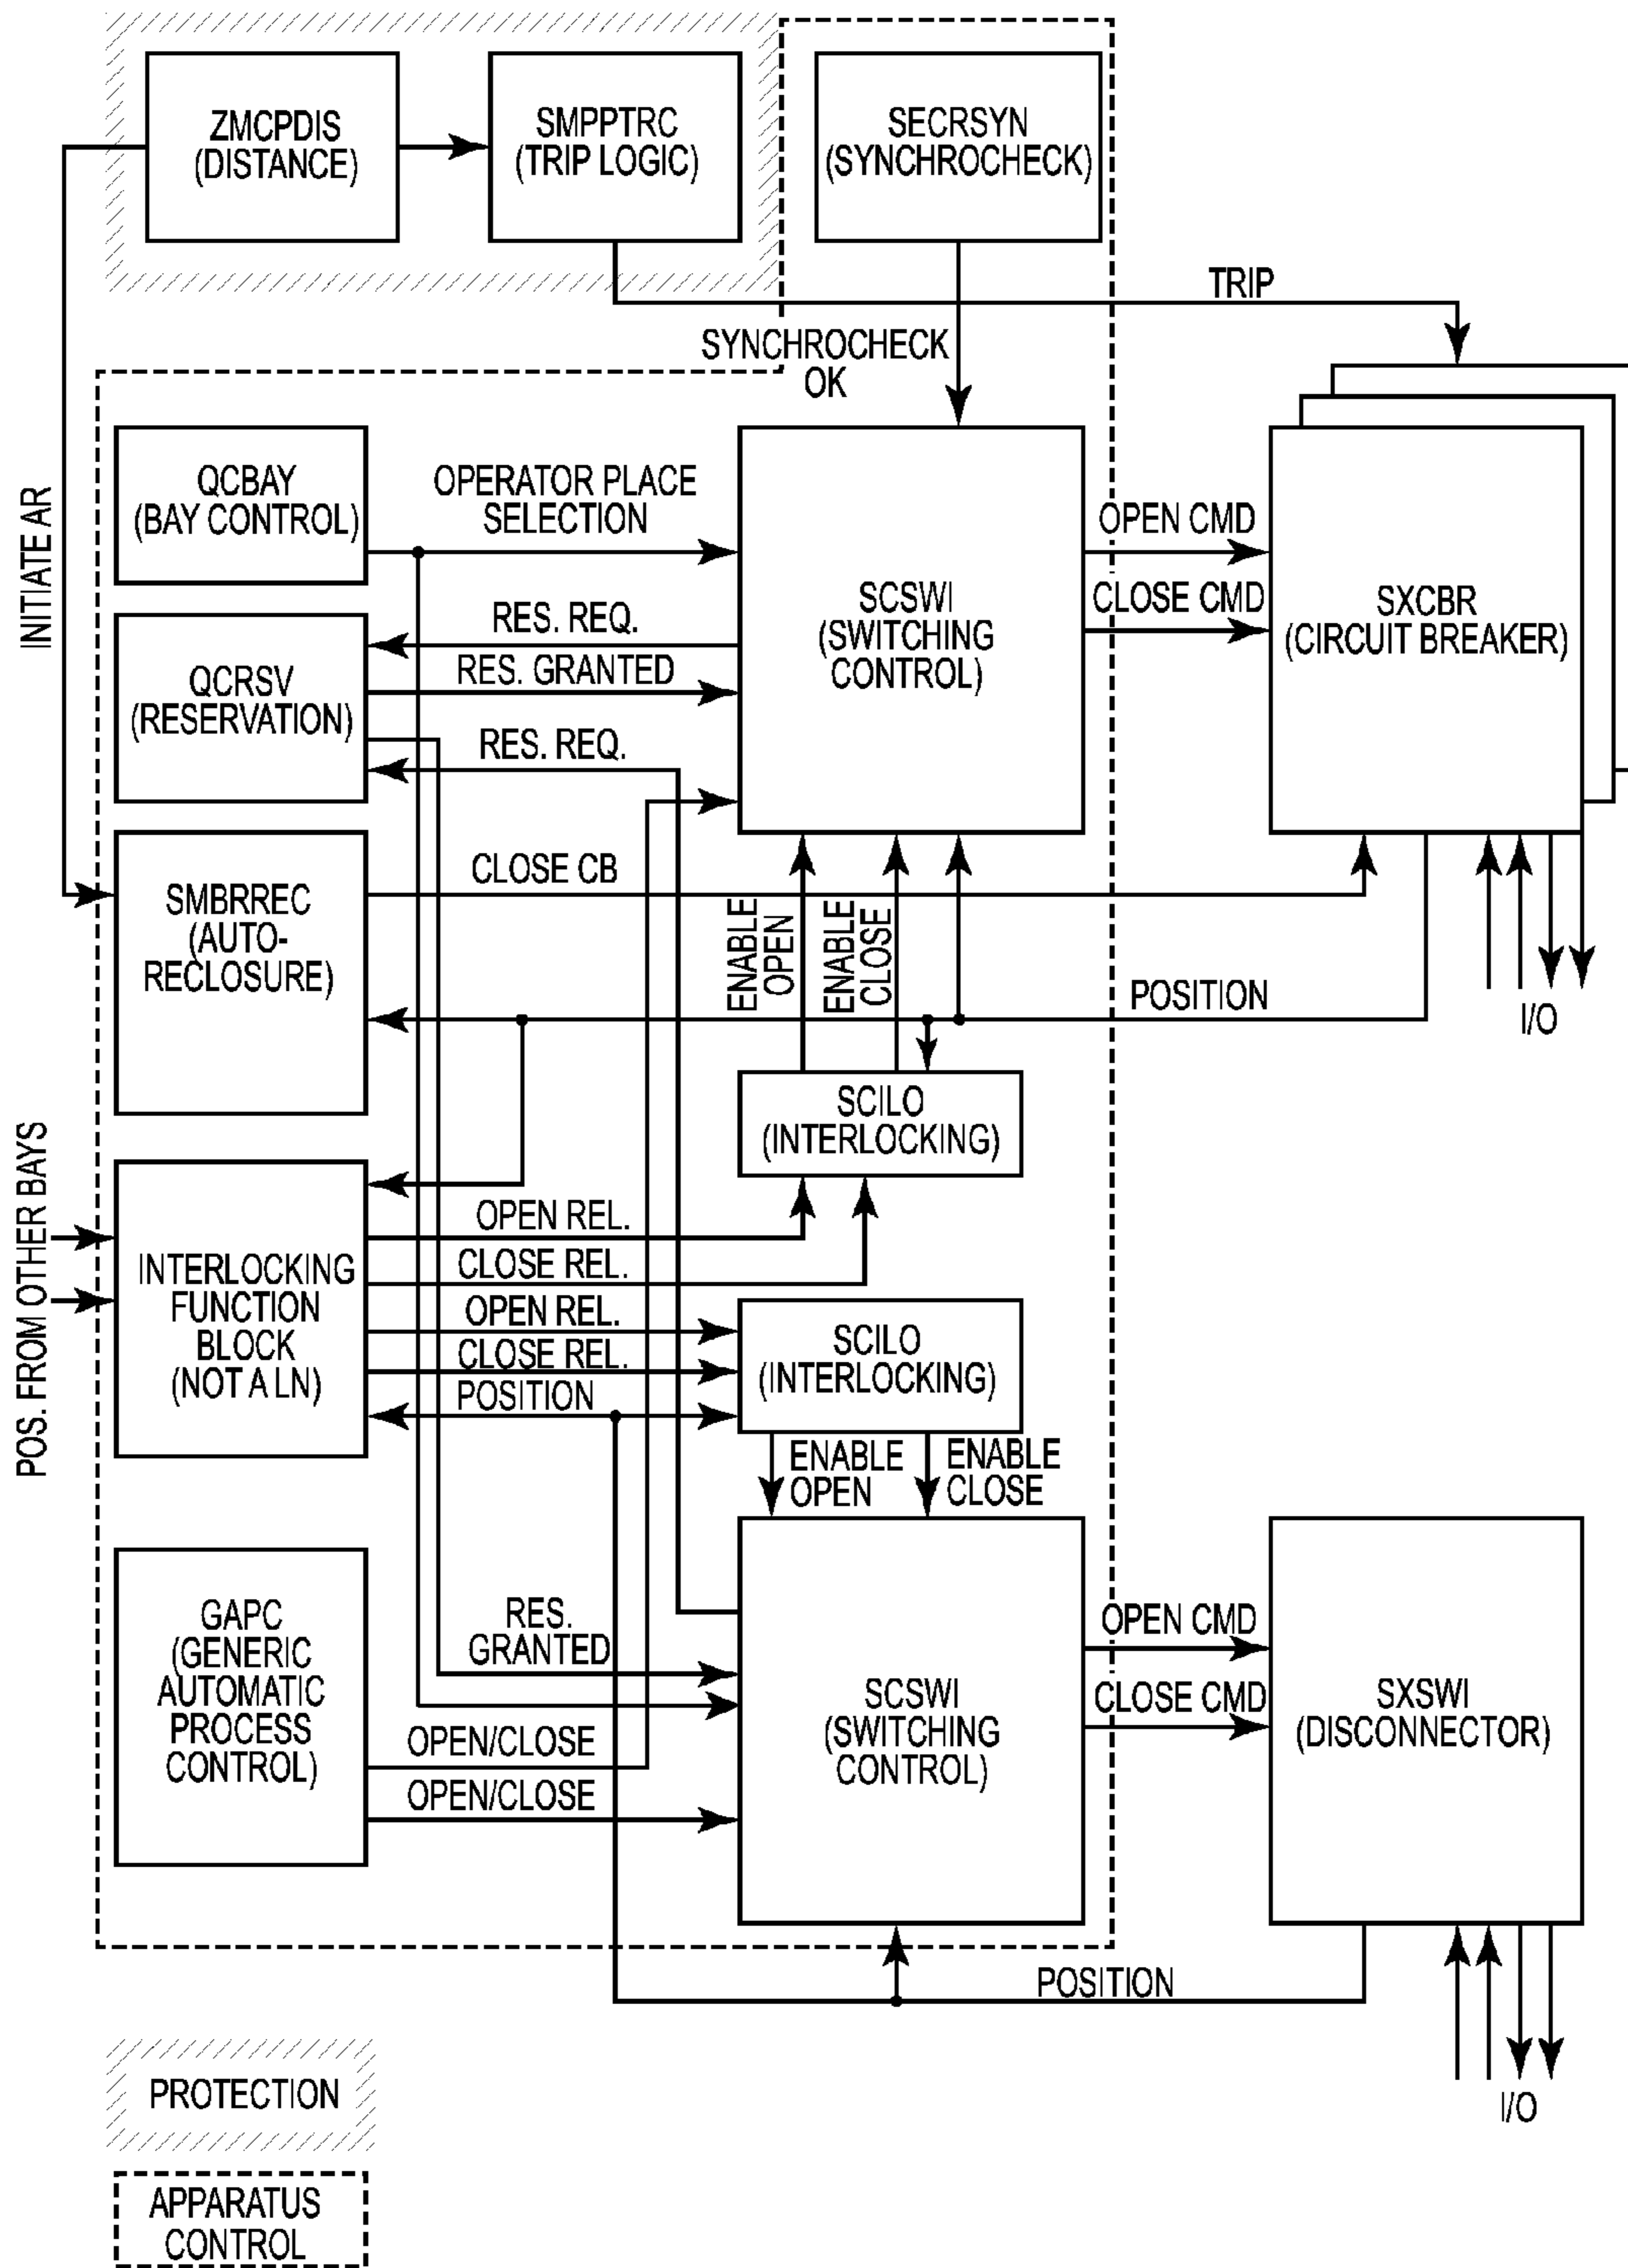 ZMCPDIS
(DISTANCE)
SMPPTRC
(TRIP LOGIC)
SECRSYN
(SYNCHROCHECK)
TRIP
SYNCHROCHECK
OK
INITIATE AR
QCBAY
(BAY CONTROL)
OPERATOR PLACE
SELECTION
SCSWI
(SWITCHING
CONTROL)
OPEN CMD
CLOSE CMD
SXCBR
(CIRCUIT BREAKER)
QCRSV
(RESERVATION)
RES. REQ.
RES. GRANTED
RES. REQ.
SMBRREC
(AUTO-
RECLOSURE)
CLOSE CB
ENABLE
OPEN
ENABLE
CLOSE
POSITION
I/O
SCILO
(INTERLOCKING)
POS. FROM OTHER BAYS
INTERLOCKING
FUNCTION
BLOCK
(NOT A LN)
OPEN REL.
CLOSE REL.
OPEN REL.
CLOSE REL.
POSITION
SCILO
(INTERLOCKING)
ENABLE
OPEN
ENABLE
CLOSE
GAPC
(GENERIC
AUTOMATIC
PROCESS
CONTROL)
RES.
GRANTED
OPEN/CLOSE
OPEN/CLOSE
SCSWI
(SWITCHING
CONTROL)
OPEN CMD
CLOSE CMD
SXSWI
(DISCONNECTOR)
POSITION
I/O
PROTECTION
APPARATUS
CONTROL